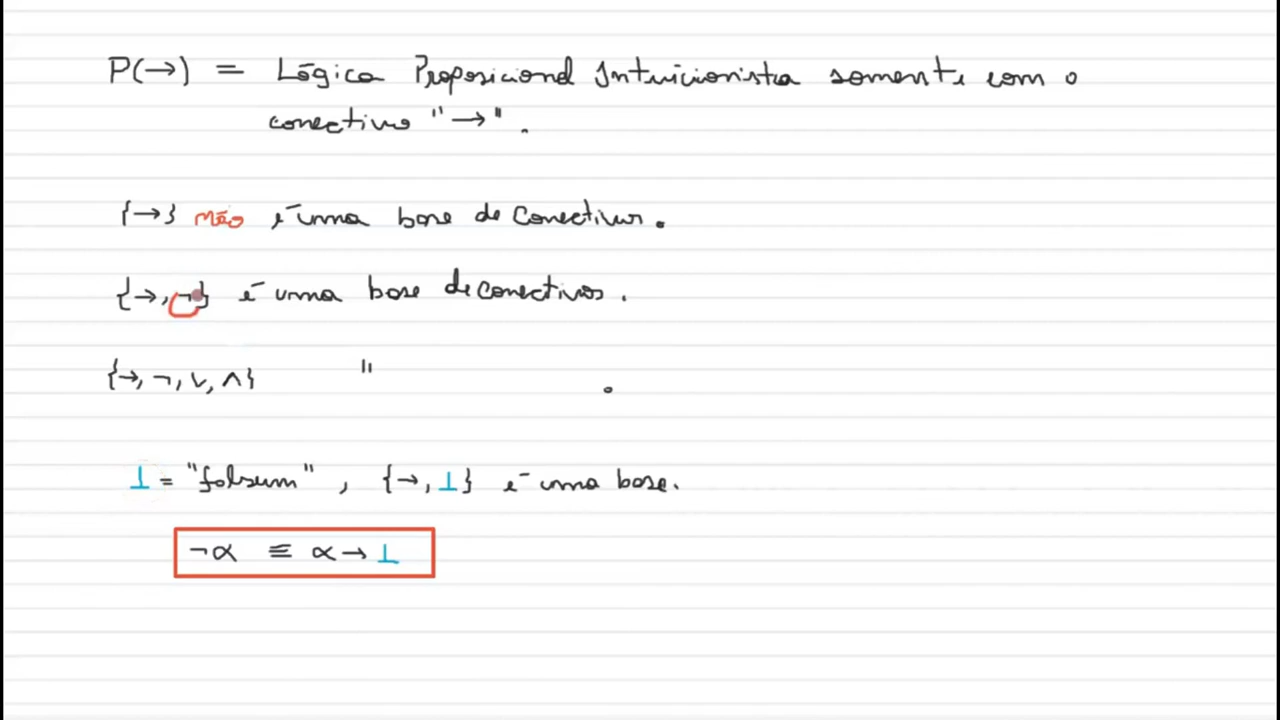 P(→) = Lógica Proposicional Intuicionista somente com o
conectivo "→".
{→} não é uma base de conectivos.
{→, ¬} é uma base de conectivos.
{→, ¬, ∨, ∧} " .
⊥ = "falsum", {→, ⊥} é uma base.
¬α ≡ α → ⊥